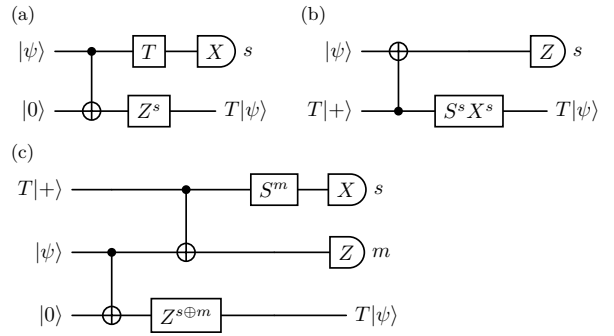 (a)
(b)
|ψ⟩ T X s
|0⟩ Z^s T|ψ⟩
|ψ⟩ Z s
T|+⟩ S^s X^s T|ψ⟩
(c)
T|+⟩ S^m X s
|ψ⟩ Z m
|0⟩ Z^{s⊕m} T|ψ⟩